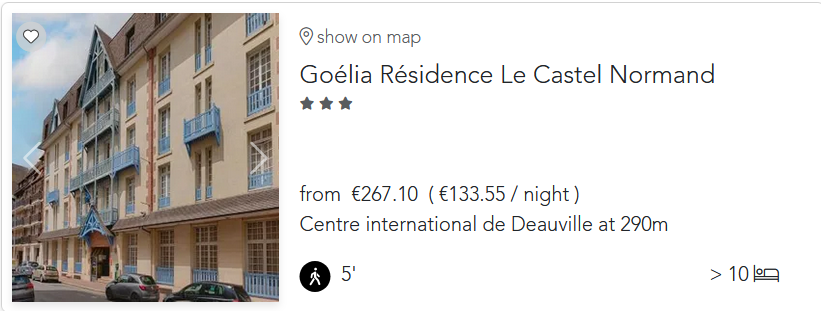 show on map
Goélia Résidence Le Castel Normand
from €267.10 ( €133.55 / night )
Centre international de Deauville at 290m
5' > 10